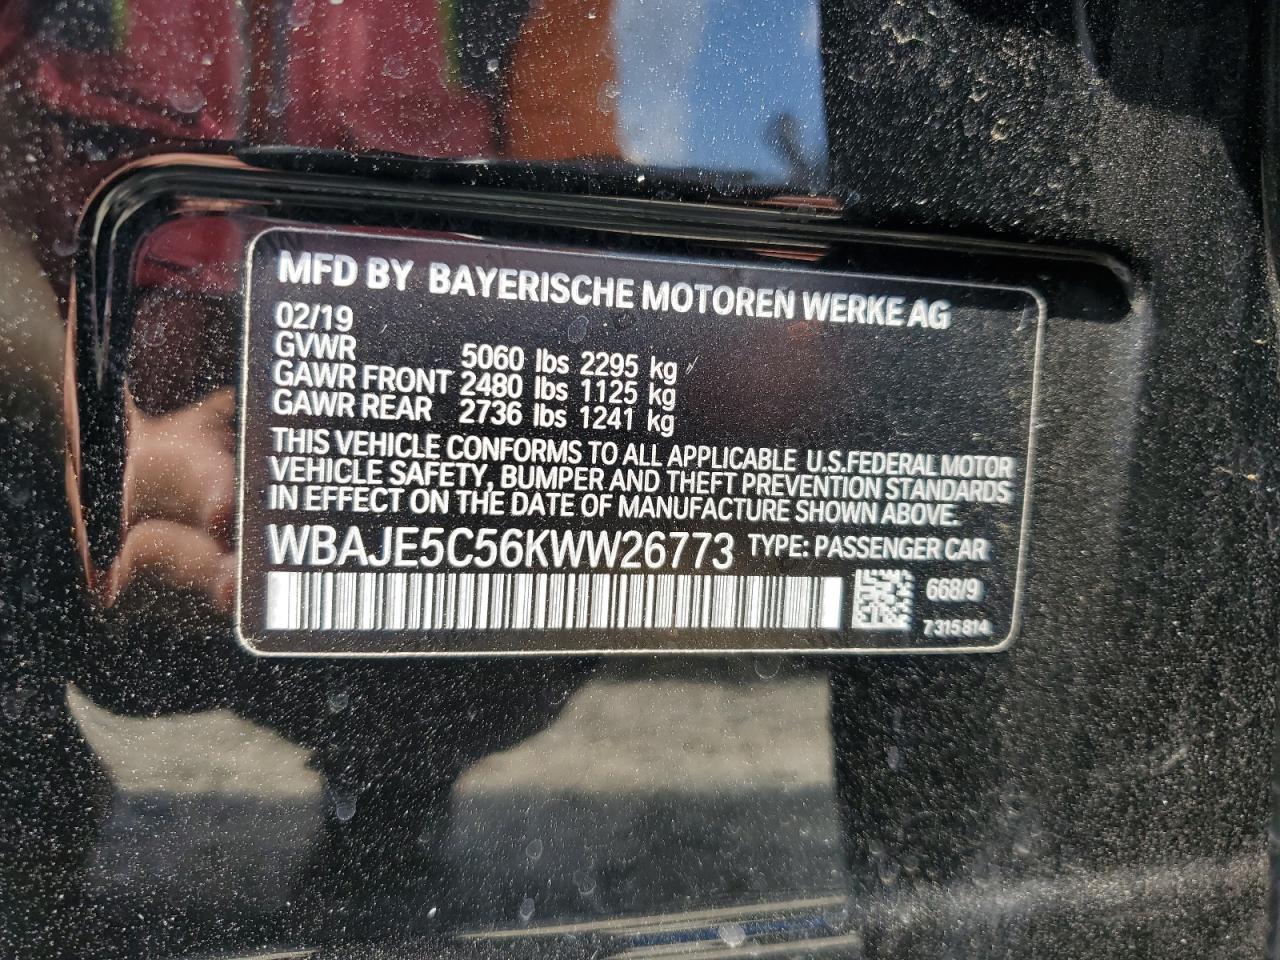 MFD BY BAYERISCHE MOTOREN WERKE AG
02/19
GVWR 5060 lbs 2295 kg
GAWR FRONT 2480 lbs 1125 kg
GAWR REAR 2736 lbs 1241 kg
THIS VEHICLE CONFORMS TO ALL APPLICABLE U.S.FEDERAL MOTOR
VEHICLE SAFETY, BUMPER AND THEFT PREVENTION STANDARDS
IN EFFECT ON THE DATE OF MANUFACTURE SHOWN ABOVE.
WBAJE5C56KWW26773 TYPE: PASSENGER CAR
668/9
7315814